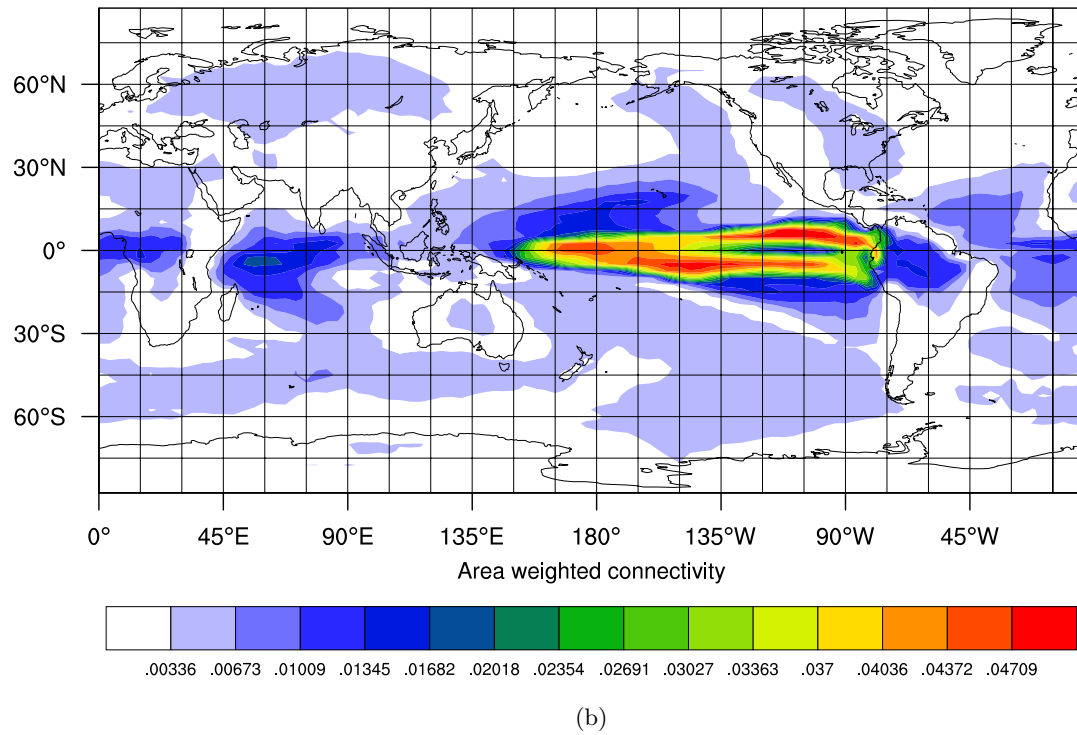 60°N
30°N
0°
30°S
60°S
0° 45°E 90°E 135°E 180° 135°W 90°W 45°W
Area weighted connectivity
.00336 .00673 .01009 .01345 .01682 .02018 .02354 .02691 .03027 .03363 .037 .04036 .04372 .04709
(b)